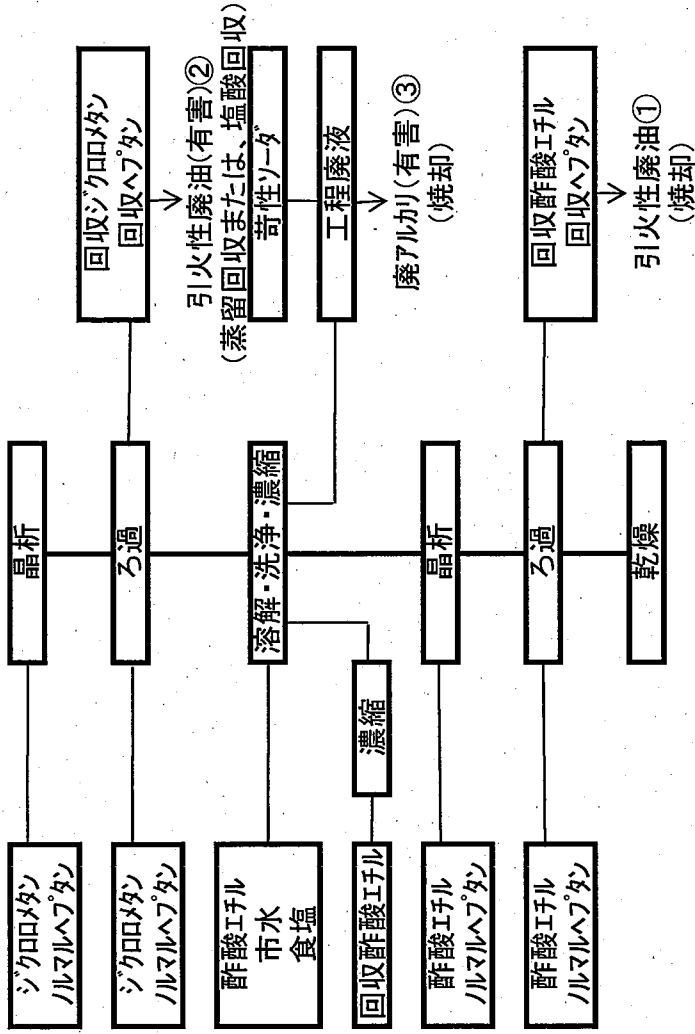 ジクロロメタン
ノルマルヘプタン
晶析
ジクロロメタン
ノルマルヘプタン
ろ過
回収ジクロロメタン
回収ヘプタン
引火性廃油(有害)②
(蒸留回収または、塩酸回収)
酢酸エチル
市水
食塩
溶解・洗浄・濃縮
苛性ソーダ
工程廃液
廃アルカリ(有害)③
(焼却)
回収酢酸エチル
濃縮
酢酸エチル
ノルマルヘプタン
晶析
酢酸エチル
ノルマルヘプタン
ろ過
回収酢酸エチル
回収ヘプタン
引火性廃油①
(焼却)
乾燥